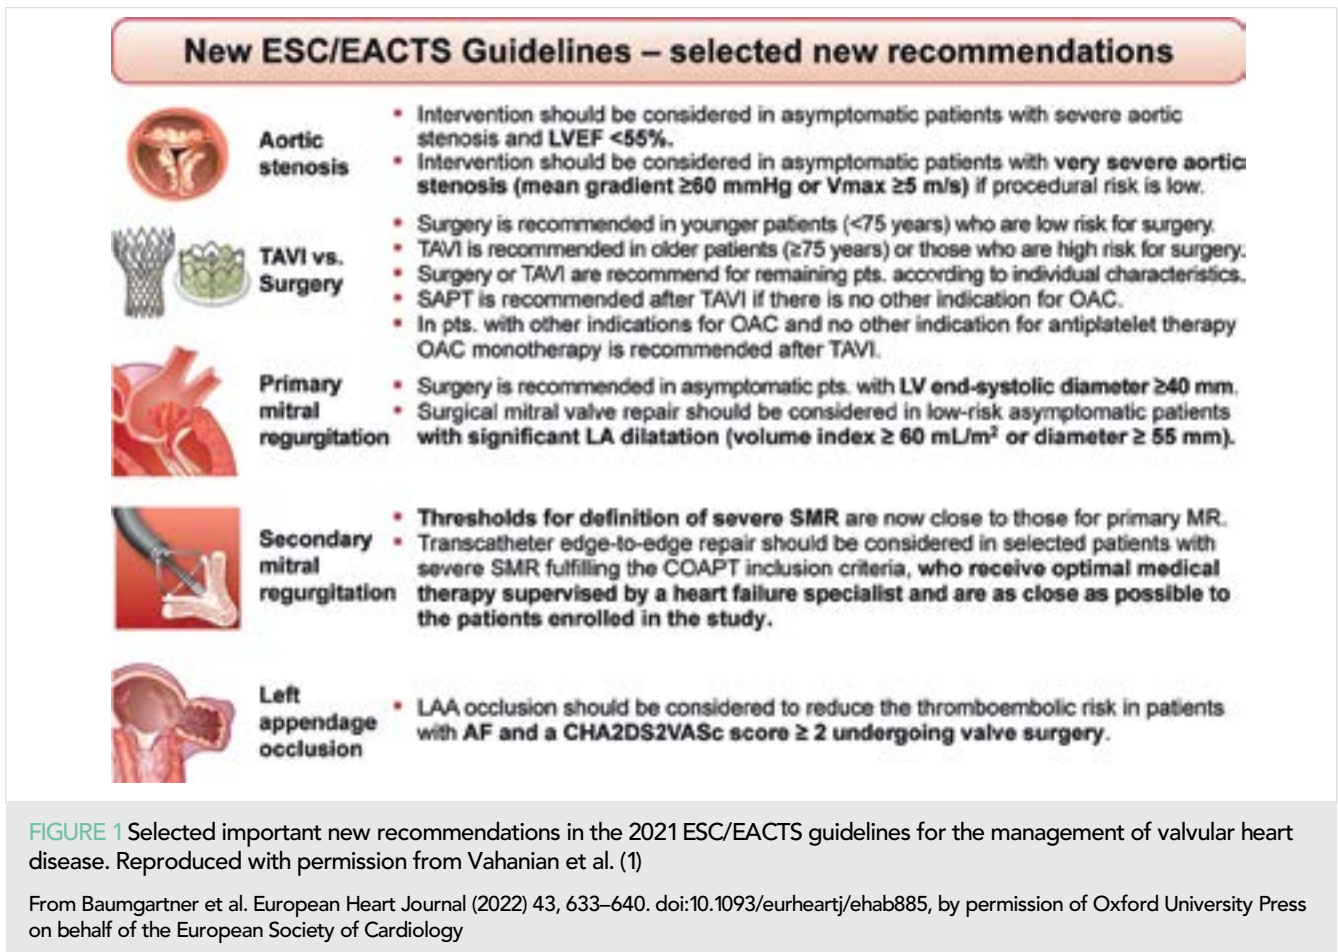 New ESC/EACTS Guidelines – selected new recommendations
Aortic
stenosis
▪ Intervention should be considered in asymptomatic patients with severe aortic
stenosis and LVEF <55%.
▪ Intervention should be considered in asymptomatic patients with very severe aortic
stenosis (mean gradient ≥60 mmHg or Vmax ≥5 m/s) if procedural risk is low.
TAVI vs.
Surgery
▪ Surgery is recommended in younger patients (<75 years) who are low risk for surgery.
▪ TAVI is recommended in older patients (≥75 years) or those who are high risk for surgery.
▪ Surgery or TAVI are recommend for remaining pts. according to individual characteristics.
▪ SAPT is recommended after TAVI if there is no other indication for OAC.
▪ In pts. with other indications for OAC and no other indication for antiplatelet therapy
OAC monotherapy is recommended after TAVI.
Primary
mitral
regurgitation
▪ Surgery is recommended in asymptomatic pts. with LV end-systolic diameter ≥40 mm.
▪ Surgical mitral valve repair should be considered in low-risk asymptomatic patients
with significant LA dilatation (volume index ≥ 60 mL/m² or diameter ≥ 55 mm).
Secondary
mitral
regurgitation
▪ Thresholds for definition of severe SMR are now close to those for primary MR.
▪ Transcatheter edge-to-edge repair should be considered in selected patients with
severe SMR fulfilling the COAPT inclusion criteria, who receive optimal medical
therapy supervised by a heart failure specialist and are as close as possible to
the patients enrolled in the study.
Left
appendage
occlusion
▪ LAA occlusion should be considered to reduce the thromboembolic risk in patients
with AF and a CHA2DS2VASc score ≥ 2 undergoing valve surgery.
FIGURE 1 Selected important new recommendations in the 2021 ESC/EACTS guidelines for the management of valvular heart
disease. Reproduced with permission from Vahanian et al. (1)
From Baumgartner et al. European Heart Journal (2022) 43, 633–640. doi:10.1093/eurheartj/ehab885, by permission of Oxford University Press
on behalf of the European Society of Cardiology